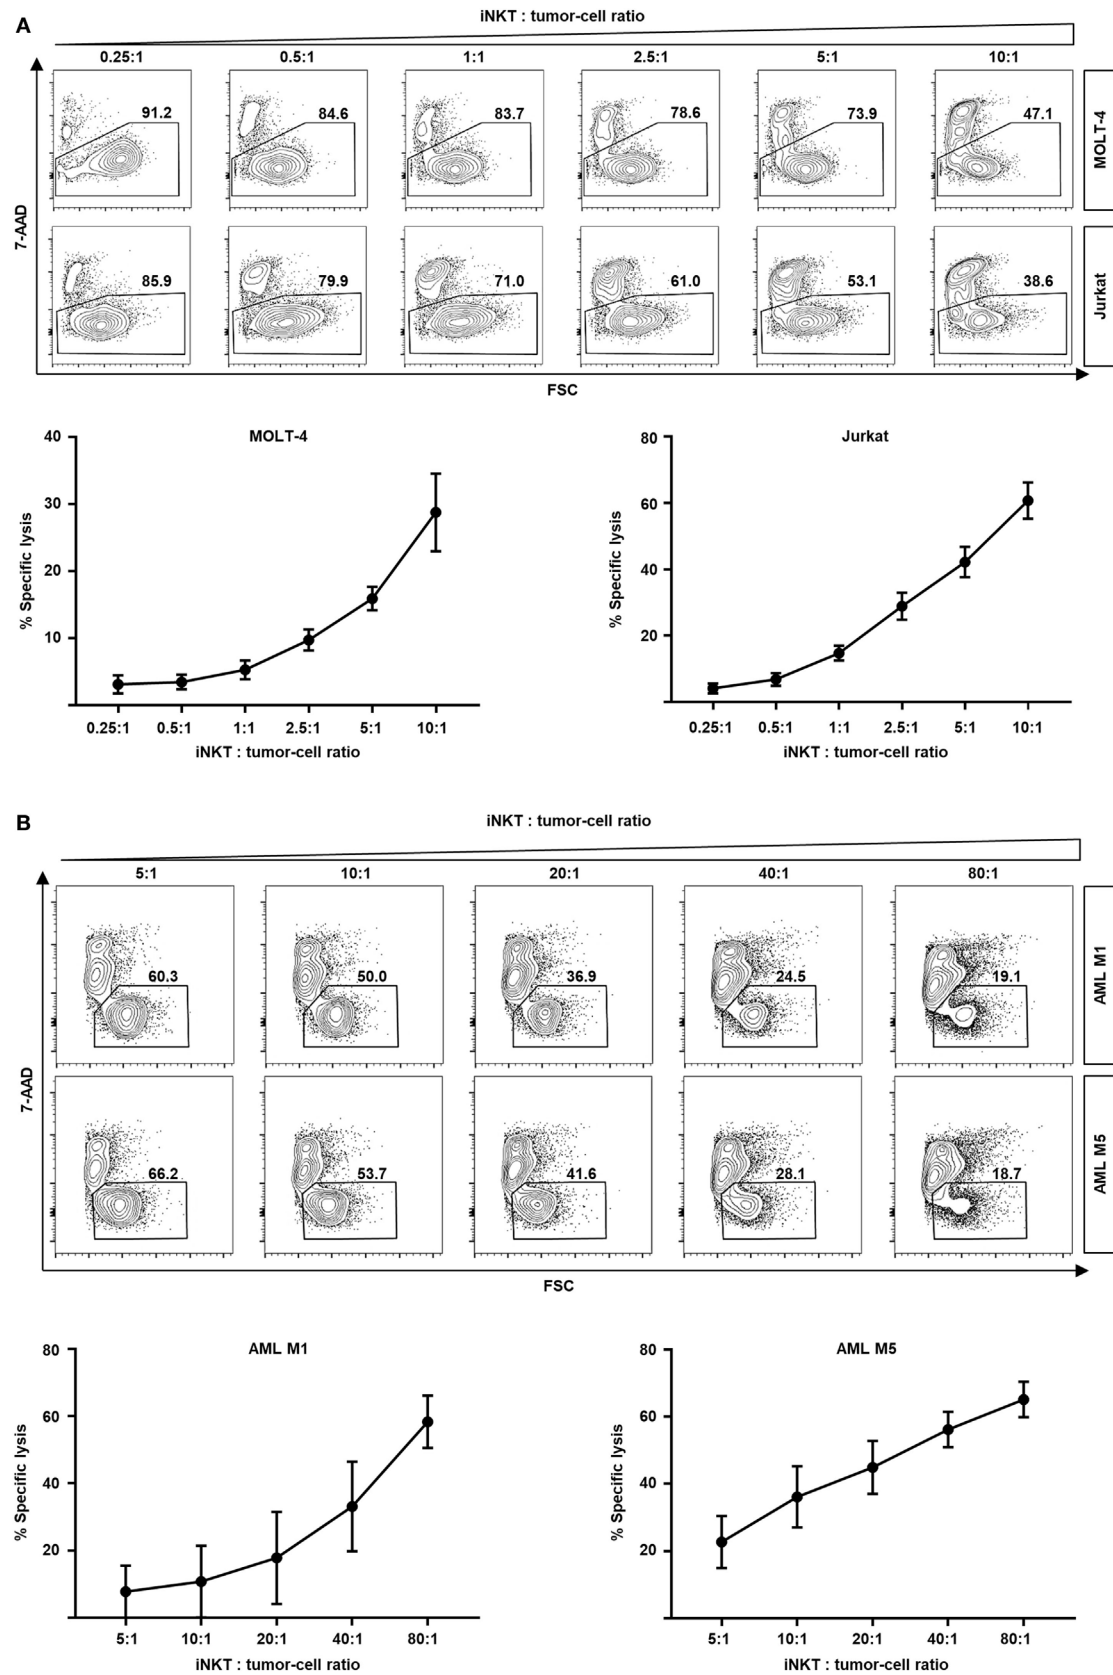 A
iNKT : tumor-cell ratio
0.25:1 0.5:1 1:1 2.5:1 5:1 10:1
91.2 84.6 83.7 78.6 73.9 47.1
MOLT-4
85.9 79.9 71.0 61.0 53.1 38.6
Jurkat
7-AAD
FSC
MOLT-4
40
30
20
10
% Specific lysis
0.25:1 0.5:1 1:1 2.5:1 5:1 10:1
iNKT : tumor-cell ratio
Jurkat
80
60
40
20
% Specific lysis
0.25:1 0.5:1 1:1 2.5:1 5:1 10:1
iNKT : tumor-cell ratio
B
iNKT : tumor-cell ratio
5:1 10:1 20:1 40:1 80:1
60.3 50.0 36.9 24.5 19.1
AML M1
66.2 53.7 41.6 28.1 18.7
AML M5
7-AAD
FSC
AML M1
80
60
40
20
% Specific lysis
5:1 10:1 20:1 40:1 80:1
iNKT : tumor-cell ratio
AML M5
80
60
40
20
% Specific lysis
5:1 10:1 20:1 40:1 80:1
iNKT : tumor-cell ratio